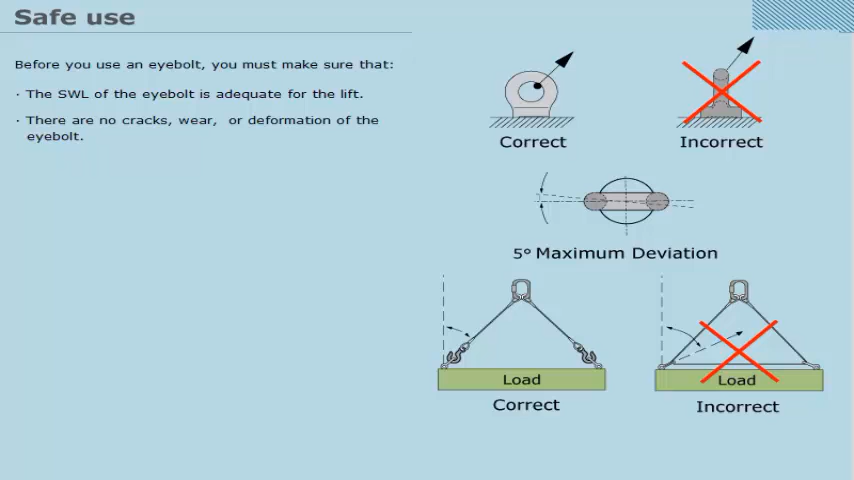 Safe use
Before you use an eyebolt, you must make sure that:
· The SWL of the eyebolt is adequate for the lift.
· There are no cracks, wear, or deformation of the
eyebolt.
Correct
Incorrect
5° Maximum Deviation
Load
Correct
Load
Incorrect